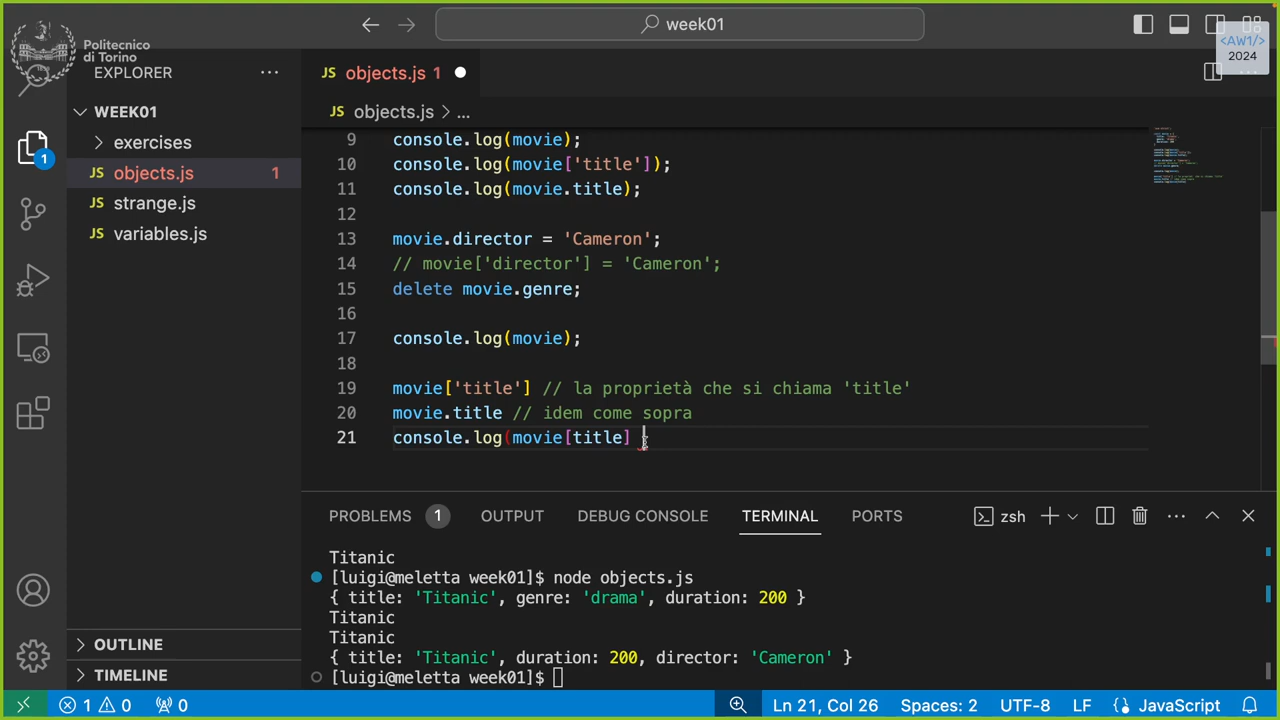 week01
Politecnico
di Torino
<AW1/>
2024
EXPLORER
JS objects.js 1
WEEK01
JS objects.js > ...
exercises
JS objects.js 1
JS strange.js
JS variables.js
1
9 console.log(movie);
10 console.log(movie['title']);
11 console.log(movie.title);
12
13 movie.director = 'Cameron';
14 // movie['director'] = 'Cameron';
15 delete movie.genre;
16
17 console.log(movie);
18
19 movie['title'] // la proprietà che si chiama 'title'
20 movie.title // idem come sopra
21 console.log(movie[title]
PROBLEMS 1 OUTPUT DEBUG CONSOLE TERMINAL PORTS zsh
Titanic
[luigi@meletta week01]$ node objects.js
{ title: 'Titanic', genre: 'drama', duration: 200 }
Titanic
Titanic
{ title: 'Titanic', duration: 200, director: 'Cameron' }
[luigi@meletta week01]$
OUTLINE
TIMELINE
1 0 0 Ln 21, Col 26 Spaces: 2 UTF-8 LF {} JavaScript